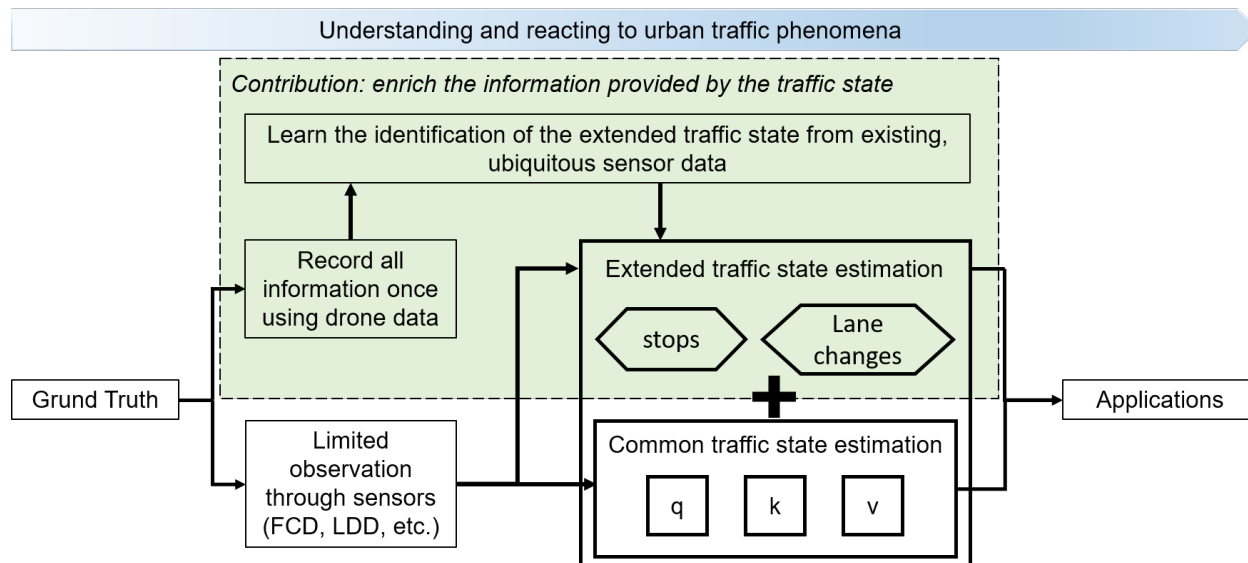 Understanding and reacting to urban traffic phenomena
Contribution: enrich the information provided by the traffic state
Learn the identification of the extended traffic state from existing,
ubiquitous sensor data
Record all
information once
using drone data
Extended traffic state estimation
stops
Lane
changes
Grund Truth
Applications
Limited
observation
through sensors
(FCD, LDD, etc.)
Common traffic state estimation
q
k
v